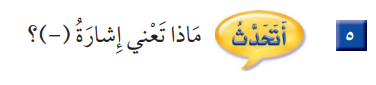 ٥ أَتَحَدَّثُ مَاذا تَعْني إِشارَةُ (−)؟